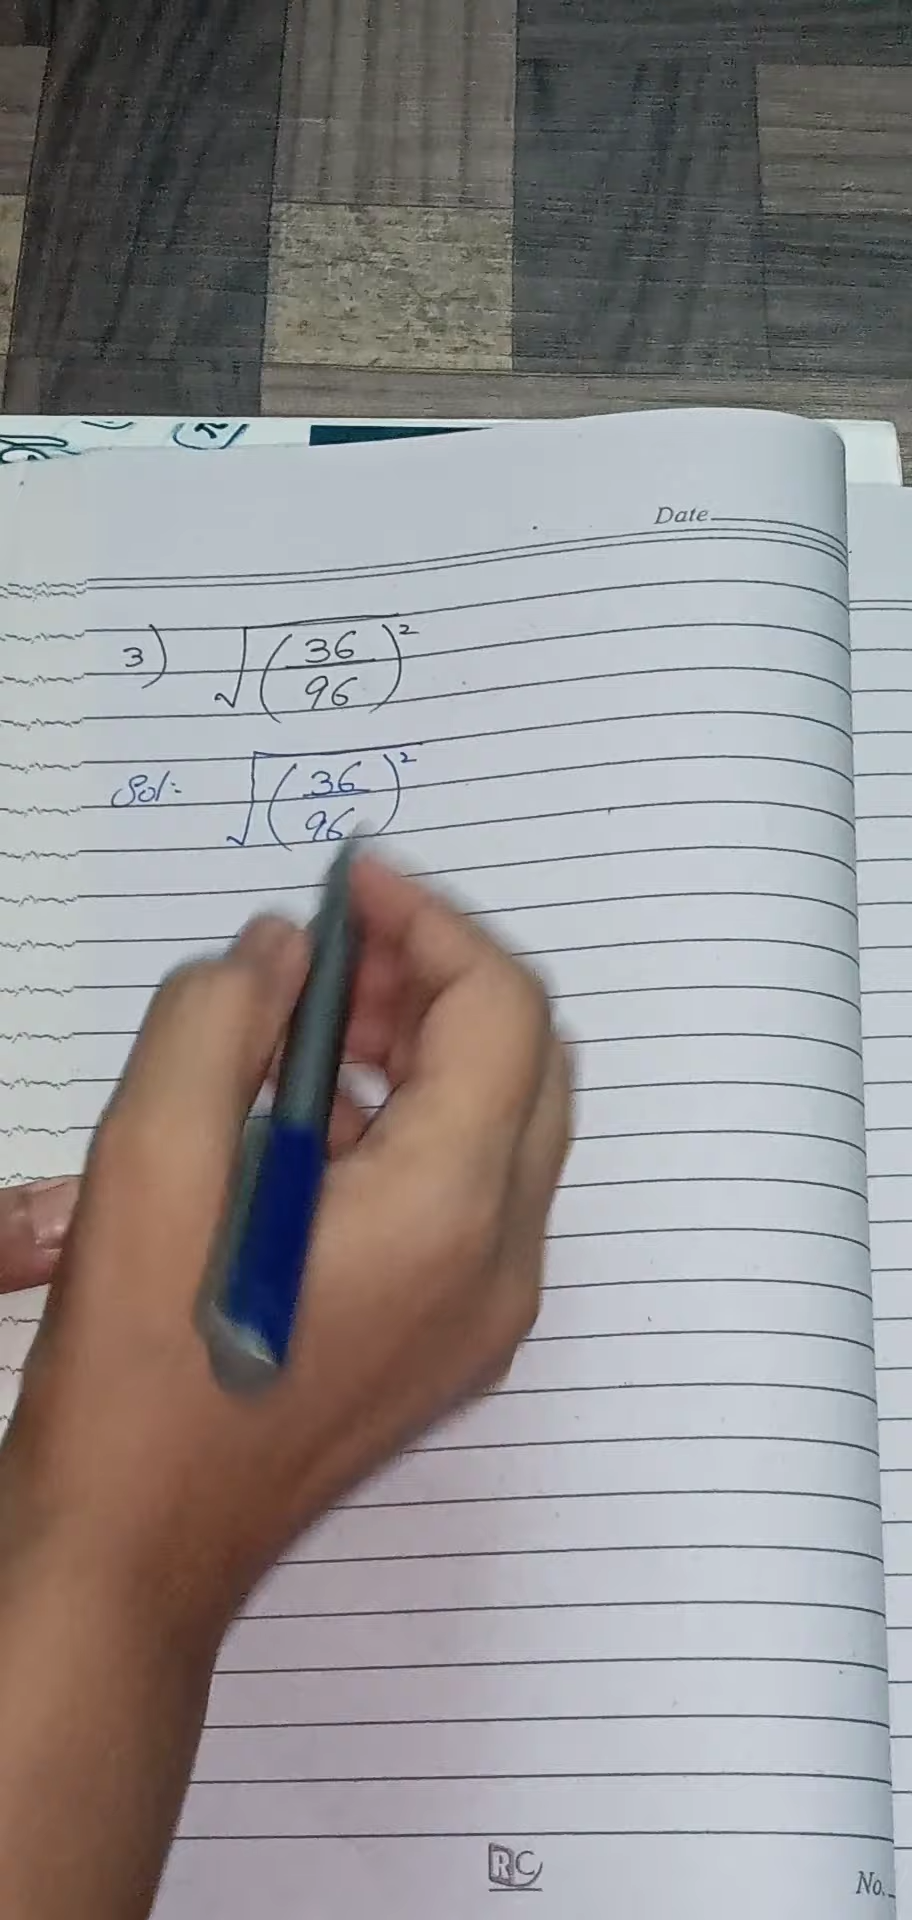 Date
3) √(36/96)²
Sol:- √(36/96)²
RC
No.